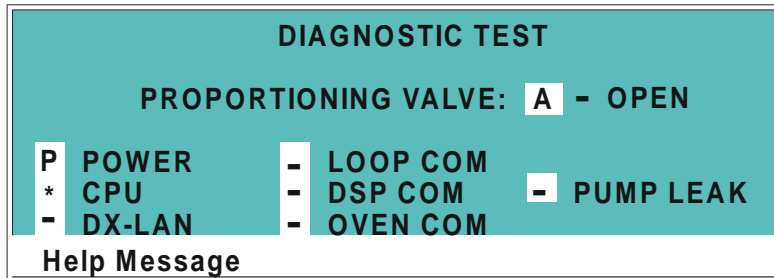 DIAGNOSTIC TEST
PROPORTIONING VALVE: A - OPEN
P POWER - LOOP COM
* CPU - DSP COM - PUMP LEAK
- DX-LAN - OVEN COM
Help Message